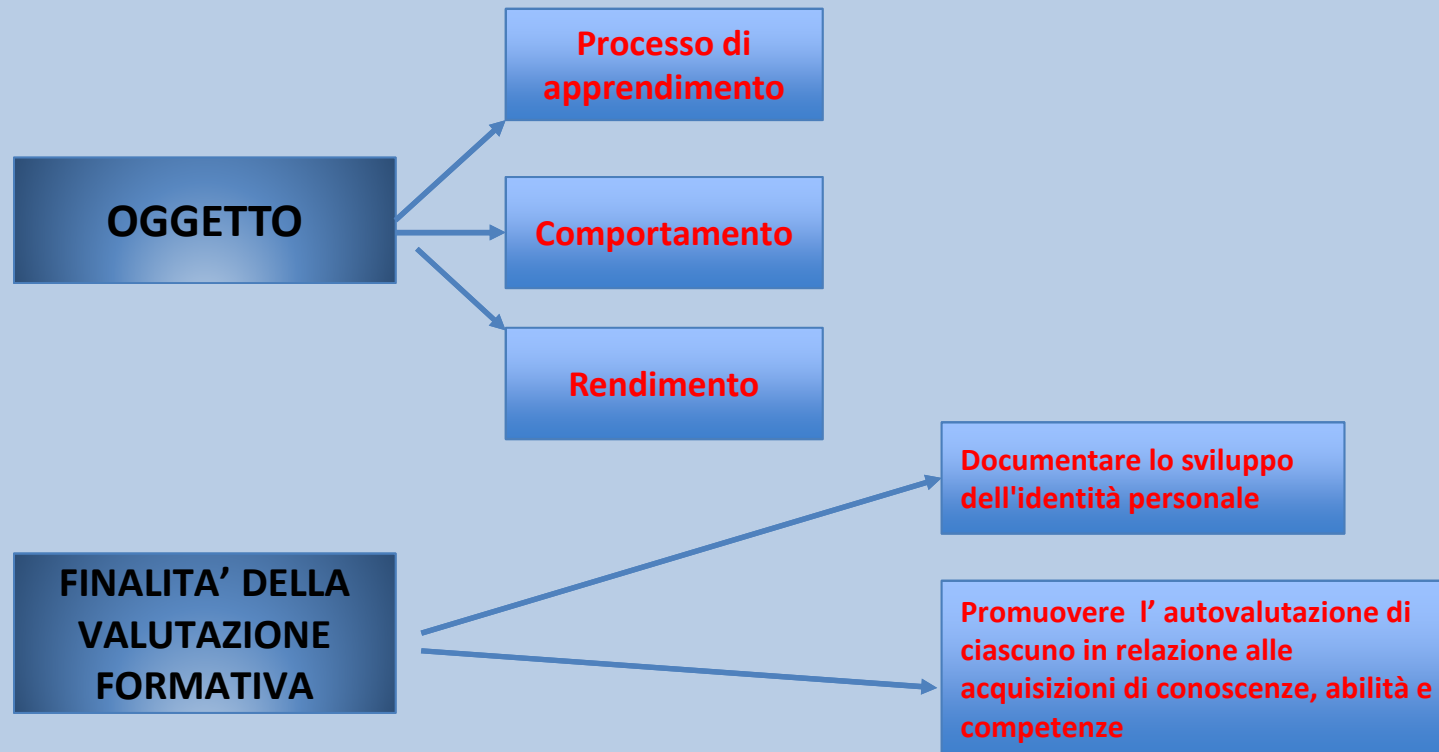 Processo di
apprendimento
OGGETTO
Comportamento
Rendimento
Documentare lo sviluppo
dell'identità personale
FINALITA’ DELLA
VALUTAZIONE
FORMATIVA
Promuovere l’ autovalutazione di
ciascuno in relazione alle
acquisizioni di conoscenze, abilità e
competenze